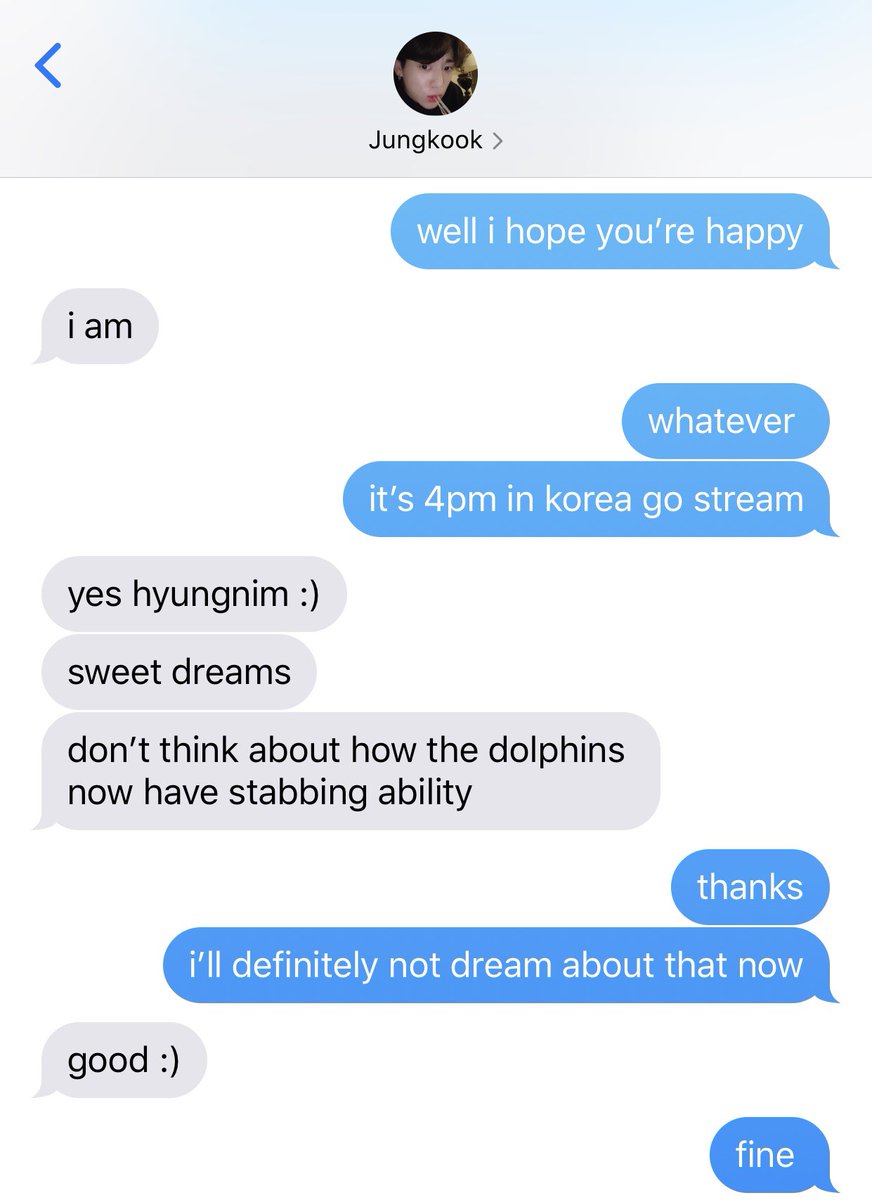 Jungkook
well i hope you’re happy
i am
whatever
it’s 4pm in korea go stream
yes hyungnim :)
sweet dreams
don’t think about how the dolphins
now have stabbing ability
thanks
i’ll definitely not dream about that now
good :)
fine